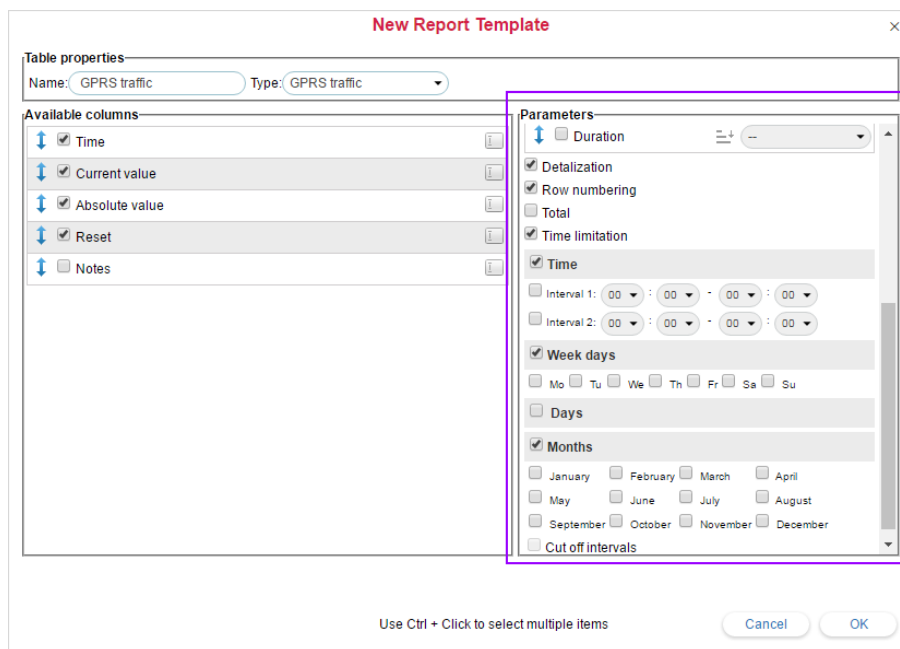 New Report Template
×
Table properties
Name: GPRS traffic Type: GPRS traffic
Available columns
Time
Current value
Absolute value
Reset
Notes
Parameters
Duration --
Detalization
Row numbering
Total
Time limitation
Time
Interval 1: 00 : 00 - 00 : 00
Interval 2: 00 : 00 - 00 : 00
Week days
Mo Tu We Th Fr Sa Su
Days
Months
January February March April
May June July August
September October November December
Cut off intervals
Use Ctrl + Click to select multiple items
Cancel OK